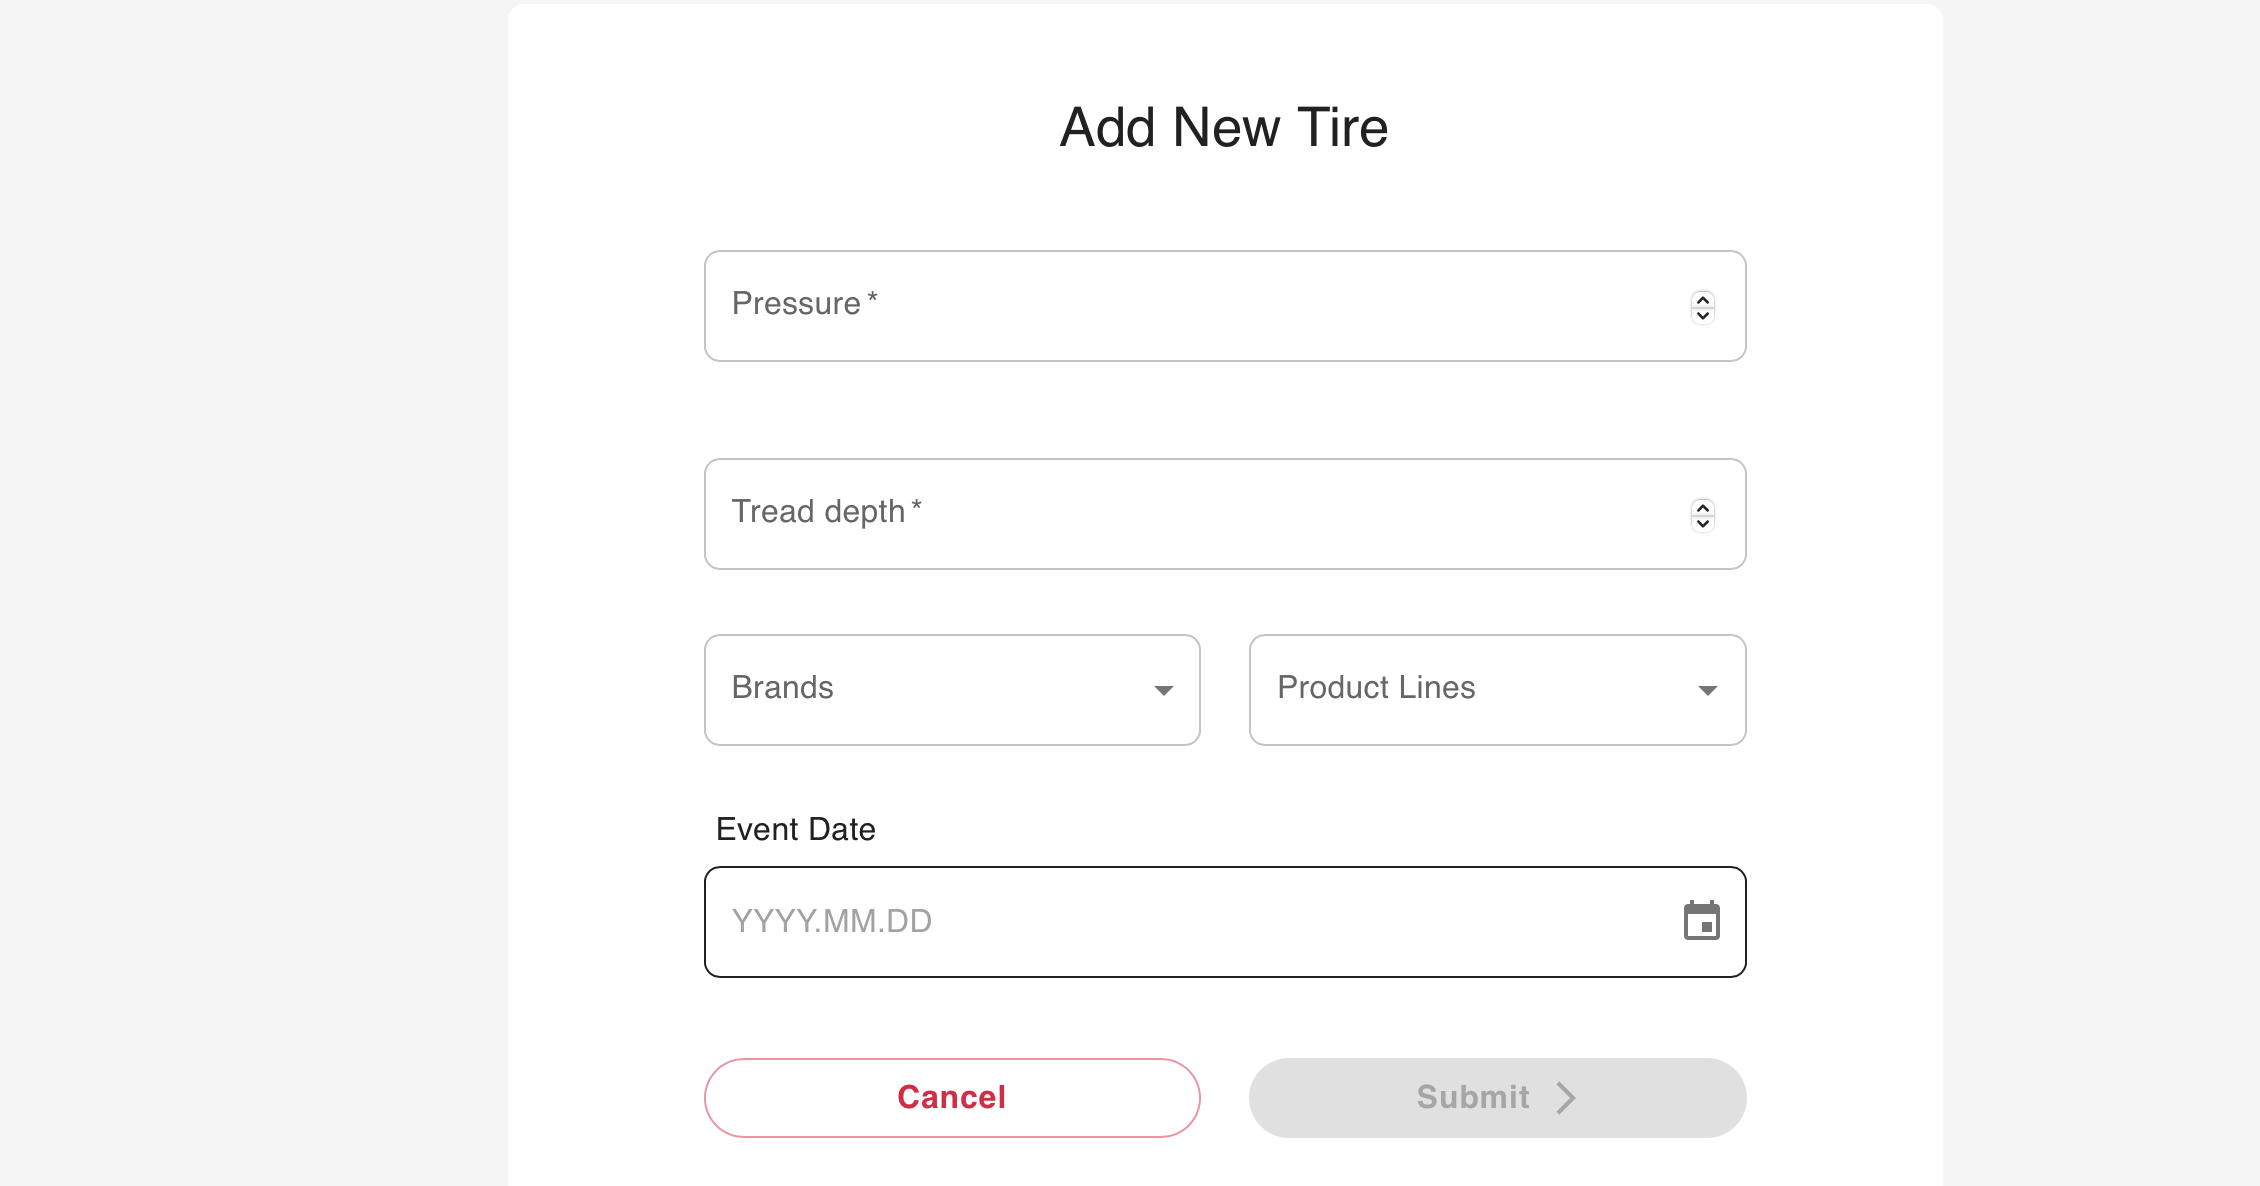 Add New Tire
Pressure *
Tread depth *
Brands
Product Lines
Event Date
YYYY.MM.DD
Cancel
Submit